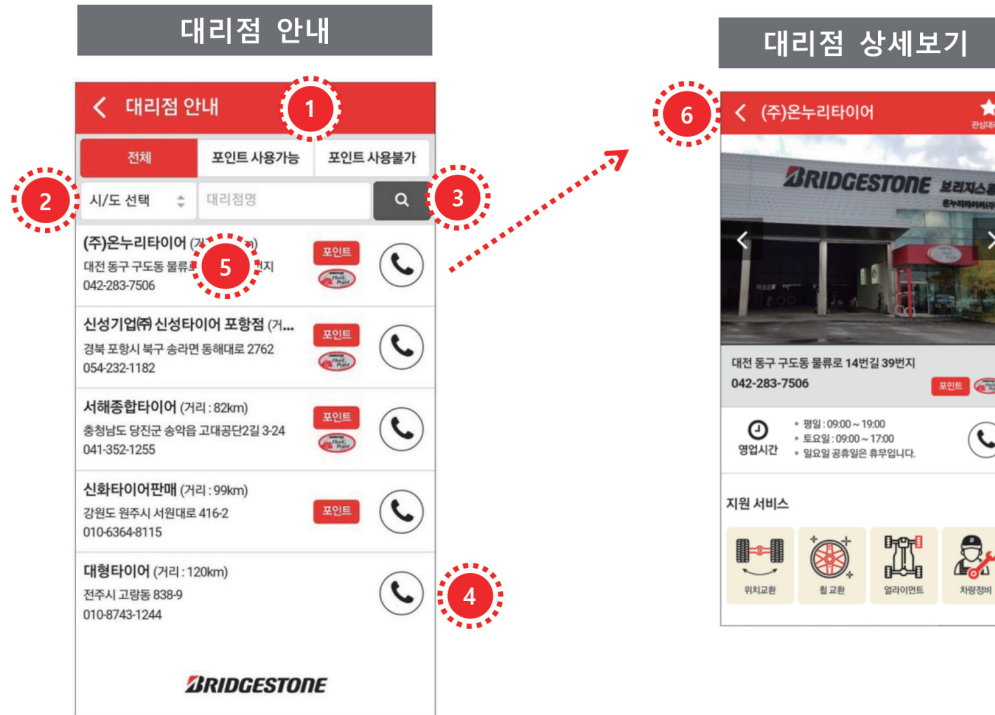 대리점 안내
대리점 안내
1
전체
포인트 사용가능
포인트 사용불가
2
시/도 선택
대리점명
3
(주)온누리타이어
포인트
대전 동구 구도동
5
번지
042-283-7506
신성기업㈜ 신성타이어 포항점 (거...
포인트
경북 포항시 북구 송라면 동해대로 2762
054-232-1182
서해종합타이어 (거리 : 82km)
포인트
충청남도 당진군 송악읍 고대공단2길 3-24
041-352-1255
신화타이어판매 (거리 : 99km)
강원도 원주시 서원대로 416-2
포인트
010-6364-8115
대형타이어 (거리 : 120km)
전주시 고랑동 838-9
4
010-8743-1244
BRIDGESTONE
대리점 상세보기
6
(주)온누리타이어
BRIDGESTONE
대전 동구 구도동 물류로 14번길 39번지
042-283-7506
포인트
영업시간
• 평일 : 09:00 ~ 19:00
• 토요일 : 09:00 ~ 17:00
• 일요일 공휴일은 휴무입니다.
지원 서비스
위치교환
휠 교환
얼라이먼트
차량정비